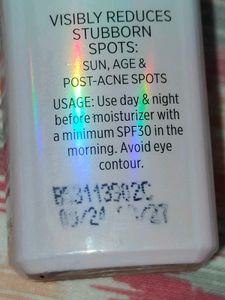 VISIBLY REDUCES
STUBBORN
SPOTS:
SUN, AGE &
POST-ACNE SPOTS
USAGE: Use day & night
before moisturizer with
a minimum SPF30 in the
morning. Avoid eye
contour.